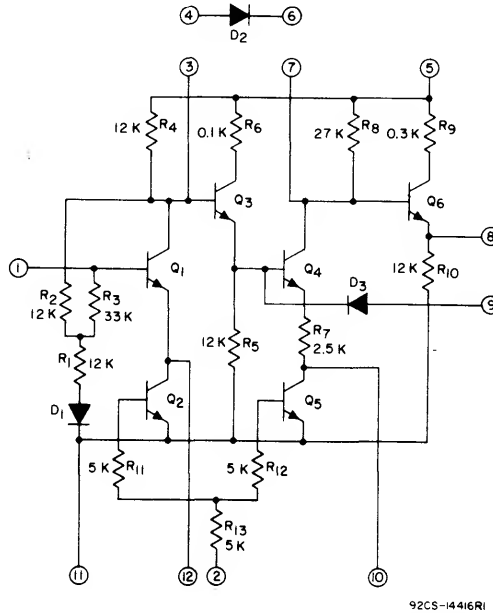 4 6
D2
3 7 5
12 K R4
0.1 K R6
27 K R8
0.3 K R9
Q3
Q6
8
1
Q1
Q4
12 K R10
R2 12 K
R3 33 K
D3
9
R1 12 K
12 K R5
R7 2.5 K
D1
Q2
Q5
5 K R11
5 K R12
R13 5 K
11 12 2 10
92CS-14416R1